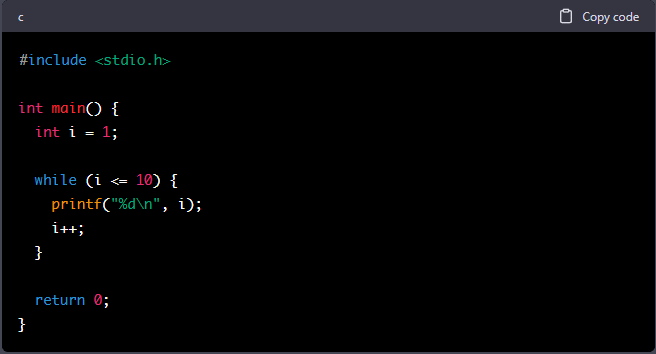 c
Copy code
#include <stdio.h>
int main() {
  int i = 1;
  while (i <= 10) {
    printf("%d\n", i);
    i++;
  }
  return 0;
}